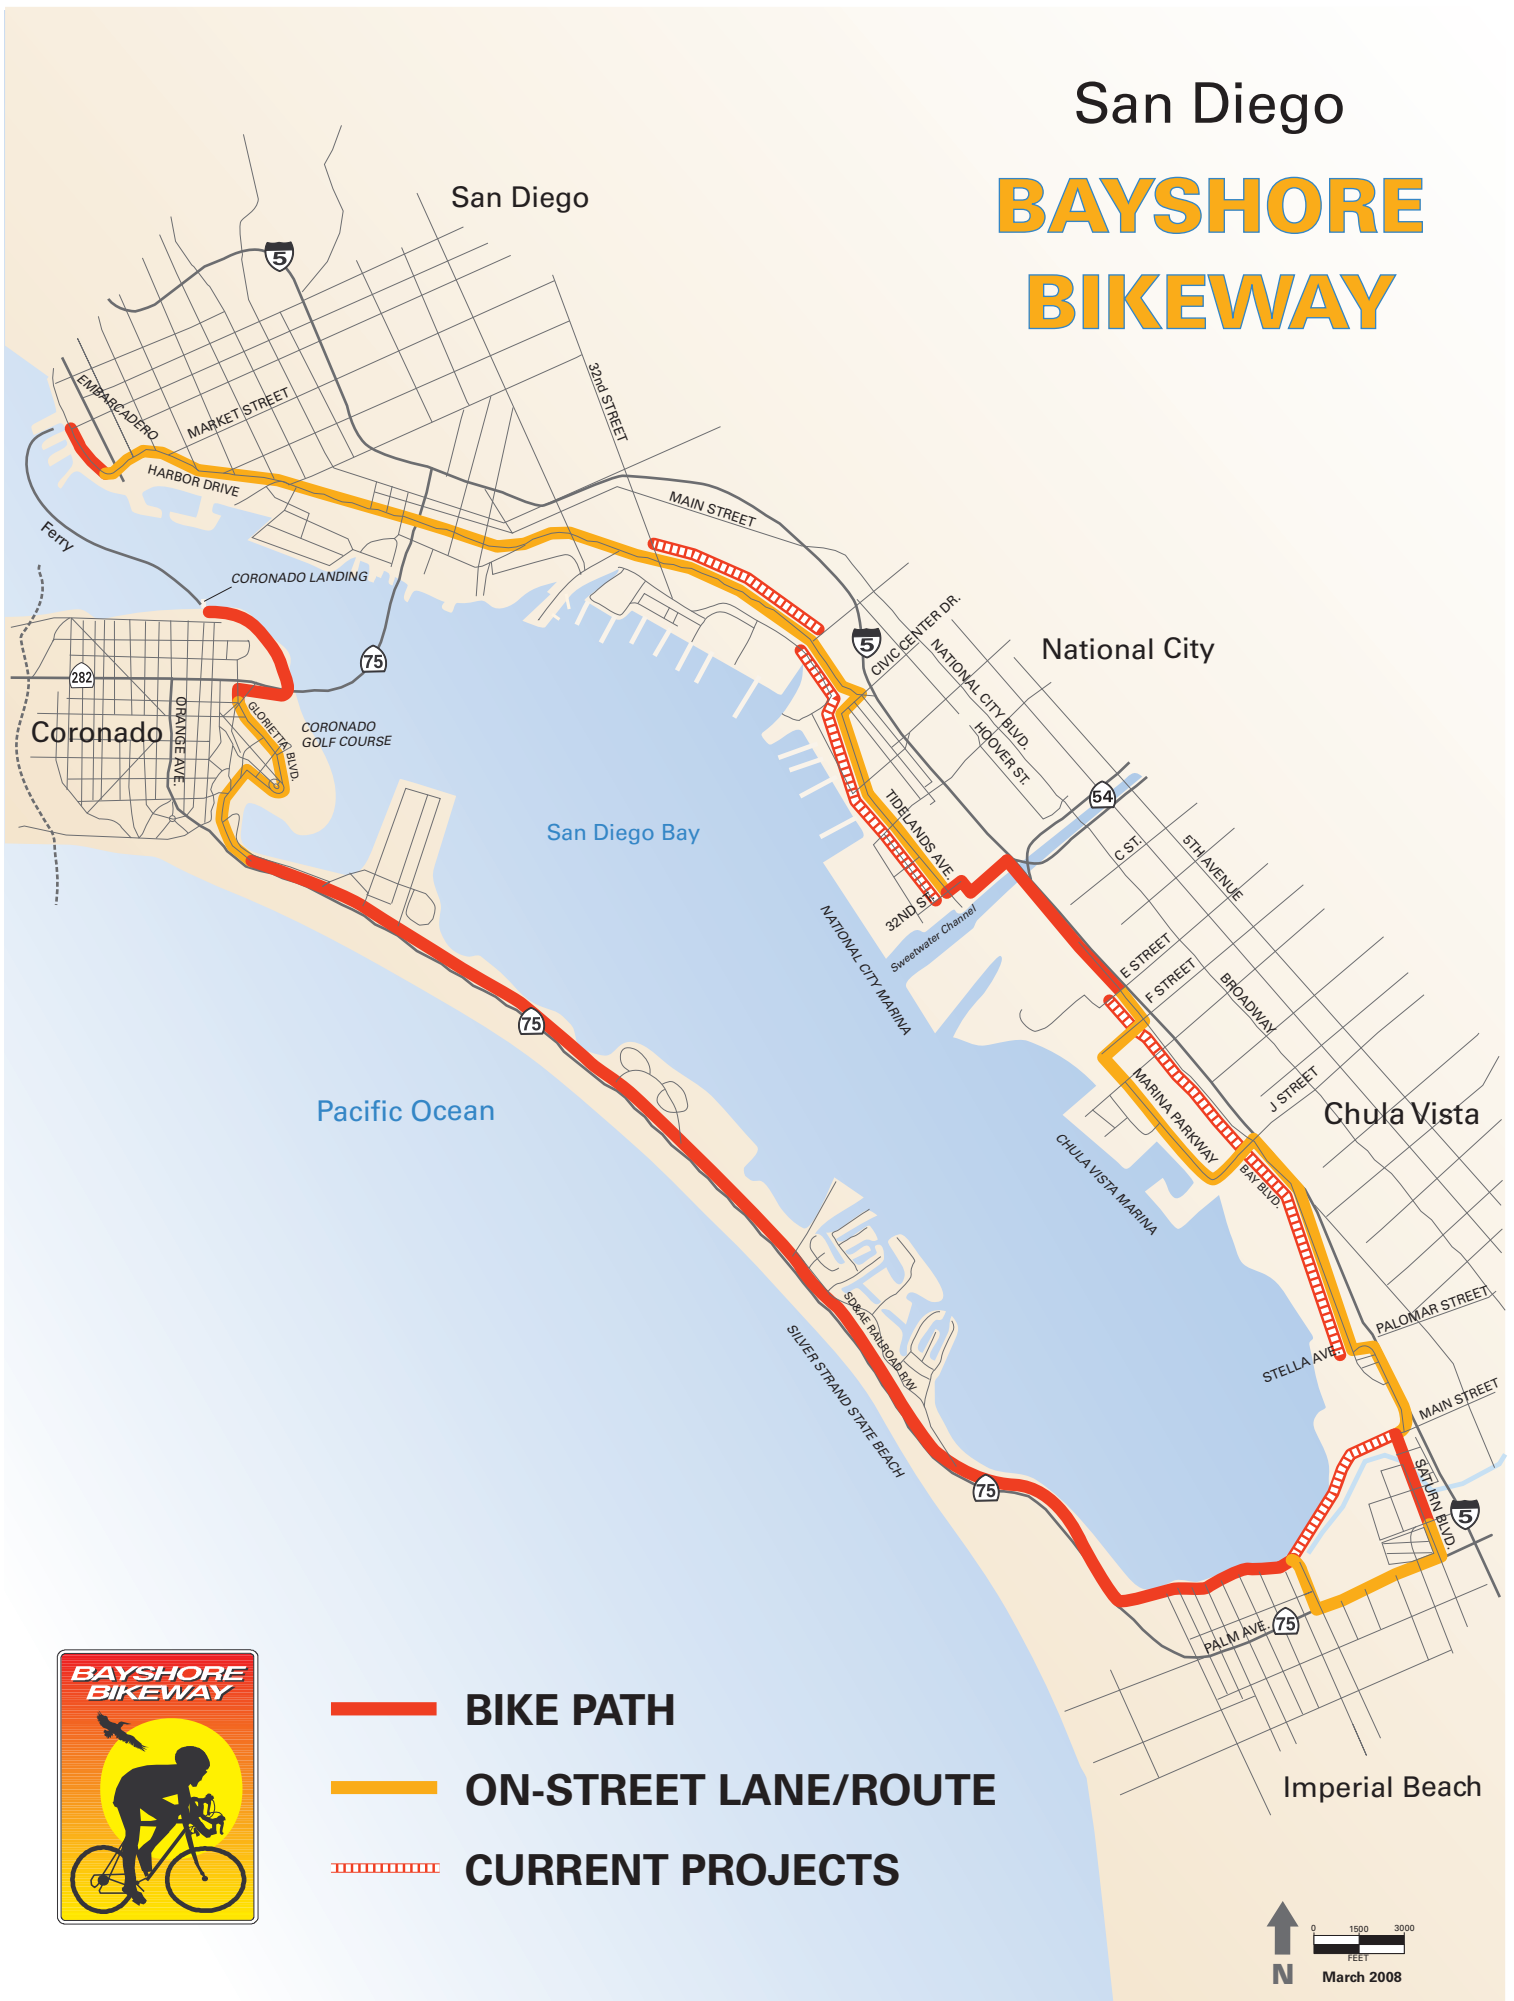 San Diego
BAYSHORE
BIKEWAY
San Diego
5
32nd STREET
EMBARCADERO
MARKET STREET
HARBOR DRIVE
MAIN STREET
Ferry
CORONADO LANDING
CIVIC CENTER DR.
5
National City
NATIONAL CITY BLVD.
HOOVER ST.
75
282
Coronado
ORANGE AVE.
GLORIETTA BLVD.
CORONADO
GOLF COURSE
San Diego Bay
54
TIDELANDS AVE.
C ST.
5TH AVENUE
32ND ST.
Sweetwater Channel
NATIONAL CITY MARINA
E STREET
F STREET
BROADWAY
75
Pacific Ocean
MARINA PARKWAY
J STREET
Chula Vista
CHULA VISTA MARINA
BAY BLVD.
SD&AE RAILROAD R/W
SILVER STRAND STATE BEACH
PALOMAR STREET
STELLA AVE.
MAIN STREET
SATURN BLVD.
75
5
PALM AVE.
75
Imperial Beach
BAYSHORE
BIKEWAY
BIKE PATH
ON-STREET LANE/ROUTE
CURRENT PROJECTS
N
0 1500 3000
FEET
March 2008